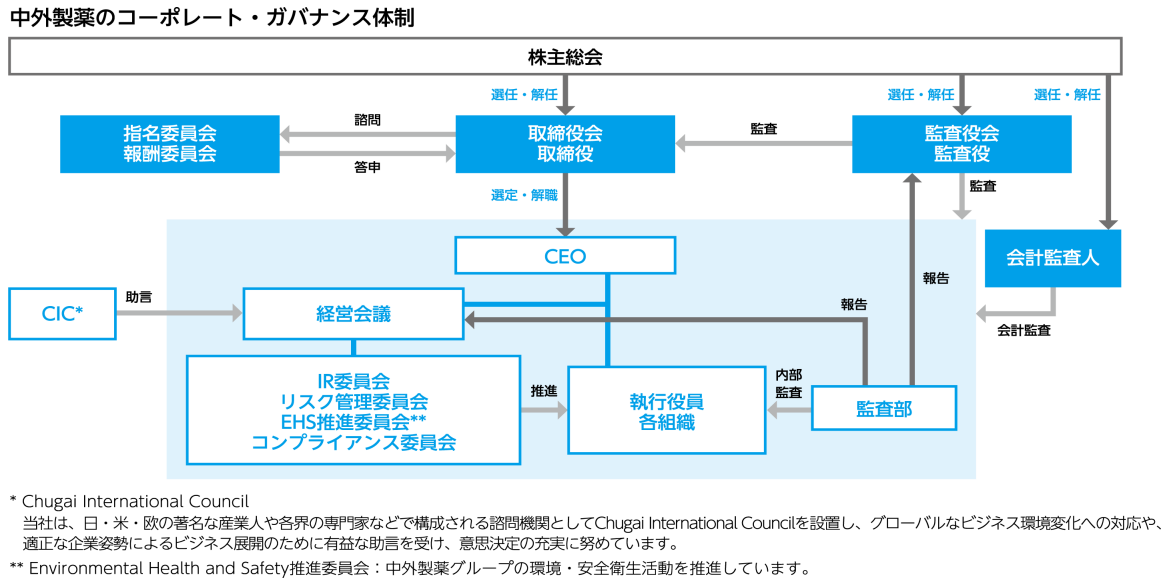 中外製薬のコーポレート・ガバナンス体制
株主総会
選任・解任
選任・解任
選任・解任
指名委員会
報酬委員会
諮問
答申
取締役会
取締役
監査
監査役会
監査役
選定・解職
監査
CEO
会計監査人
報告
CIC*
助言
経営会議
報告
会計監査
IR委員会
リスク管理委員会
EHS推進委員会**
コンプライアンス委員会
推進
執行役員
各組織
内部
監査
監査部
* Chugai International Council
当社は、日・米・欧の著名な産業人や各界の専門家などで構成される諮問機関としてChugai International Councilを設置し、グローバルなビジネス環境変化への対応や、
適正な企業姿勢によるビジネス展開のために有益な助言を受け、意思決定の充実に努めています。
** Environmental Health and Safety推進委員会：中外製薬グループの環境・安全衛生活動を推進しています。